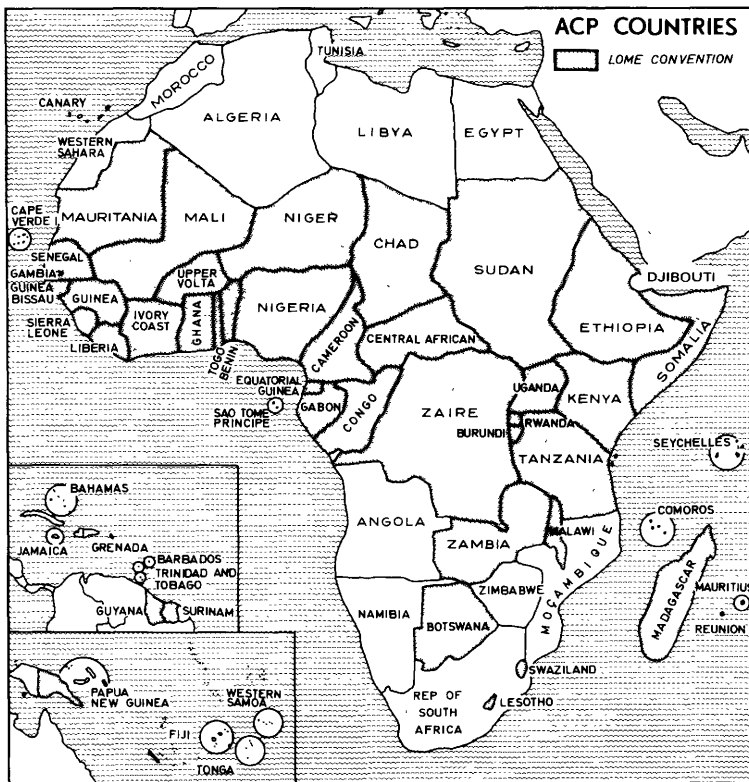 ACP COUNTRIES
LOME CONVENTION
TUNISIA
MOROCCO
CANARY
ALGERIA
LIBYA
EGYPT
WESTERN
SAHARA
CAPE
VERDE I
MAURITANIA
MALI
NIGER
CHAD
SUDAN
SENEGAL
GAMBIA
GUINEA
BISSAU
GUINEA
UPPER
VOLTA
DJIBOUTI
SIERRA
LEONE
LIBERIA
IVORY
COAST
GHANA
TOGO
BENIN
NIGERIA
CAMEROON
CENTRAL AFRICAN
ETHIOPIA
SOMALIA
EQUATORIAL
GUINEA
SAO TOME
PRINCIPE
GABON
CONGO
ZAIRE
UGANDA
KENYA
RWANDA
BURUNDI
TANZANIA
SEYCHELLES
COMOROS
ANGOLA
ZAMBIA
MALAWI
MOÇAMBIQUE
ZIMBABWE
MADAGASCAR
MAURITIUS
REUNION
NAMIBIA
BOTSWANA
SWAZILAND
LESOTHO
REP OF
SOUTH
AFRICA
BAHAMAS
JAMAICA
GRENADA
BARBADOS
TRINIDAD AND
TOBAGO
GUYANA
SURINAM
PAPUA
NEW GUINEA
WESTERN
SAMOA
FIJI
TONGA